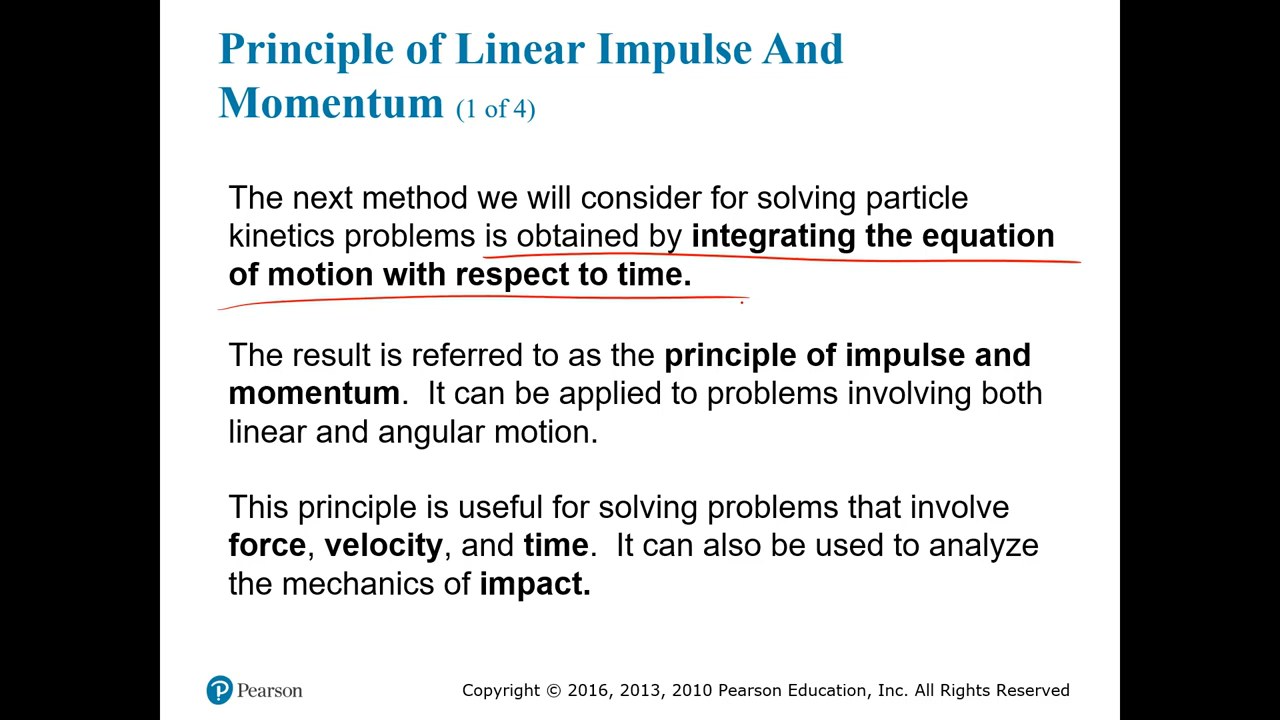 Principle of Linear Impulse And
Momentum (1 of 4)
The next method we will consider for solving particle
kinetics problems is obtained by integrating the equation
of motion with respect to time.
The result is referred to as the principle of impulse and
momentum. It can be applied to problems involving both
linear and angular motion.
This principle is useful for solving problems that involve
force, velocity, and time. It can also be used to analyze
the mechanics of impact.
P Pearson
Copyright © 2016, 2013, 2010 Pearson Education, Inc. All Rights Reserved